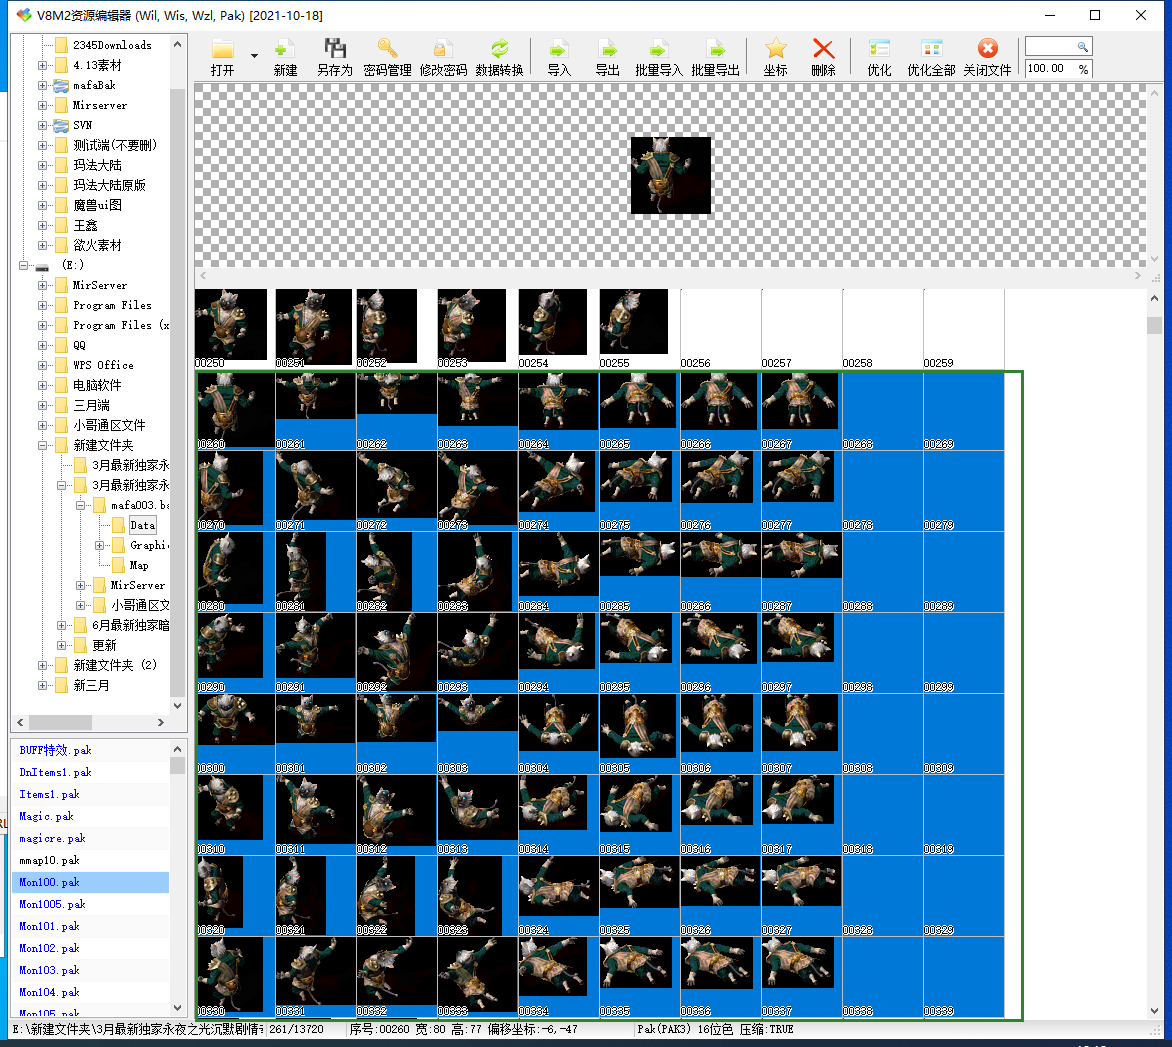 V8M2资源编辑器 (Wil, Wis, Wzl, Pak) [2021-10-18]
打开 新建 另存为 密码管理 修改密码 数据转换 导入 导出 批量导入 批量导出 坐标 删除 优化 优化全部 关闭文件
100.00 %
2345Downloads
4.13素材
mafaBak
Mirserver
SVN
测试端(不要删)
玛法大陆
玛法大陆原版
魔兽ui图
王鑫
欲火素材
(E:)
MirServer
Program Files
Program Files (x
QQ
WPS Office
电脑软件
三月端
小哥通区文件
新建文件夹
3月最新独家永
3月最新独家永
mafa003.ba
Data
Graphi
Map
MirServer
小哥通区文
6月最新独家暗
更新
新建文件夹 (2)
新三月
BUFF特效.pak
DnItems1.pak
Items1.pak
Magic.pak
magicre.pak
mmap10.pak
Mon100.pak
Mon1005.pak
Mon101.pak
Mon102.pak
Mon103.pak
Mon104.pak
Mon105.pak
00250 00251 00252 00253 00254 00255 00256 00257 00258 00259
00260 00261 00262 00263 00264 00265 00266 00267 00268 00269
00270 00271 00272 00273 00274 00275 00276 00277 00278 00279
00280 00281 00282 00283 00284 00285 00286 00287 00288 00289
00290 00291 00292 00293 00294 00295 00296 00297 00298 00299
00300 00301 00302 00303 00304 00305 00306 00307 00308 00309
00310 00311 00312 00313 00314 00315 00316 00317 00318 00319
00320 00321 00322 00323 00324 00325 00326 00327 00328 00329
00330 00331 00332 00333 00334 00335 00336 00337 00338 00339
E:\新建文件夹\3月最新独家永夜之光沉默剧情 261/13720 序号:00260 宽:80 高:77 偏移坐标:-6,-47 Pak(PAK3) 16位色 压缩:TRUE